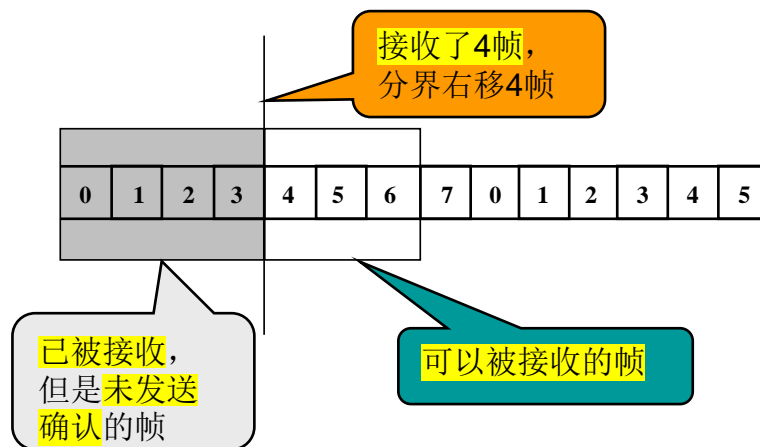 接收了4帧，
分界右移4帧
0 1 2 3 4 5 6 7 0 1 2 3 4 5
已被接收，
但是未发送
确认的帧
可以被接收的帧